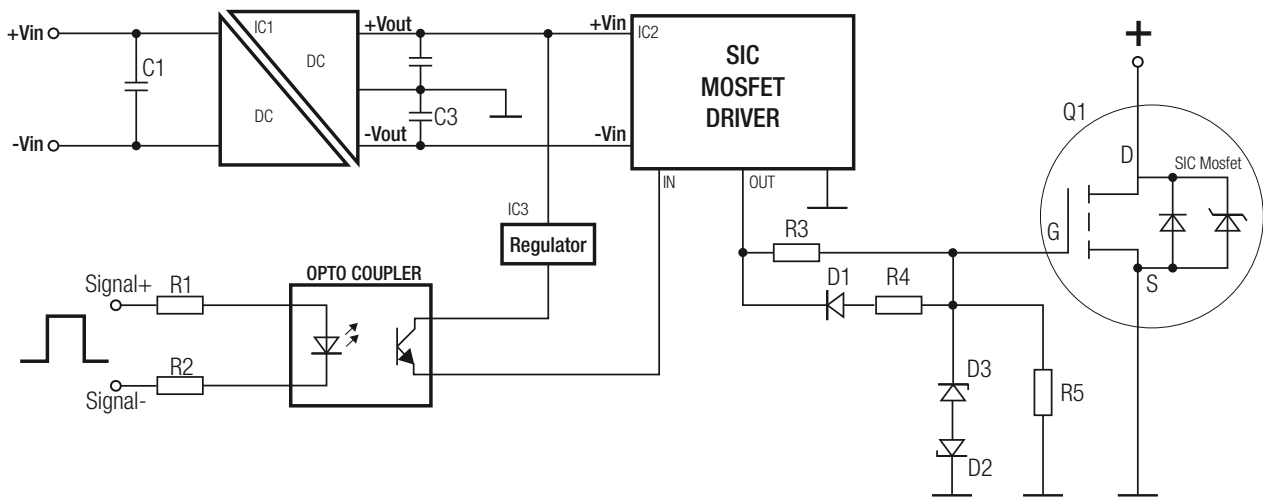 +Vin
C1
-Vin
IC1
DC
DC
+Vout
C3
-Vout
+Vin
-Vin
IC2
SIC
MOSFET
DRIVER
IN
OUT
IC3
Regulator
OPTO COUPLER
Signal+
R1
R2
Signal-
R3
D1
R4
D3
D2
R5
+
Q1
D
SIC Mosfet
G
S